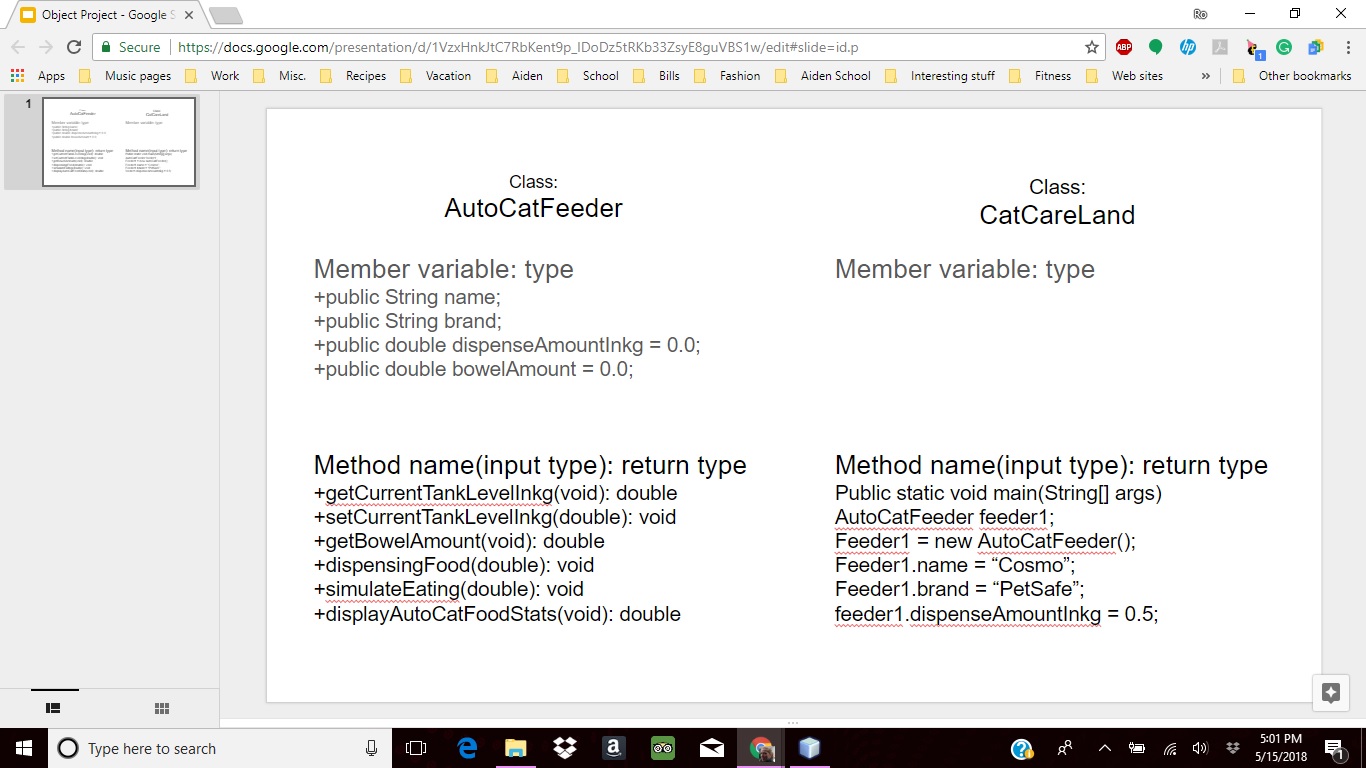 Object Project - Google S
Ro
Secure
https://docs.google.com/presentation/d/1VzxHnkJtC7RbKent9p_IDoDz5tRKb33ZsyE8guVBS1w/edit#slide=id.p
ABP
hp
1
Apps Music pages Work Misc. Recipes Vacation Aiden School Bills Fashion Aiden School Interesting stuff Fitness Web sites » Other bookmarks
1
Class:
AutoCatFeeder
Member variable: type
+public String name;
+public String brand;
+public double dispenseAmountInkg = 0.0;
+public double bowelAmount = 0.0;
Method name(input type): return type
+getCurrentTankLevelInkg(void): double
+setCurrentTankLevelInkg(double): void
+getBowelAmount(void): double
+dispensingFood(double): void
+simulateEating(double): void
+displayAutoCatFoodStats(void): double
Class:
CatCareLand
Member variable: type
Method name(input type): return type
Public static void main(String[] args)
AutoCatFeeder feeder1;
Feeder1 = new AutoCatFeeder();
Feeder1.name = “Cosmo”;
Feeder1.brand = “PetSafe”;
feeder1.dispenseAmountInkg = 0.5;
Type here to search
5:01 PM
5/15/2018
1